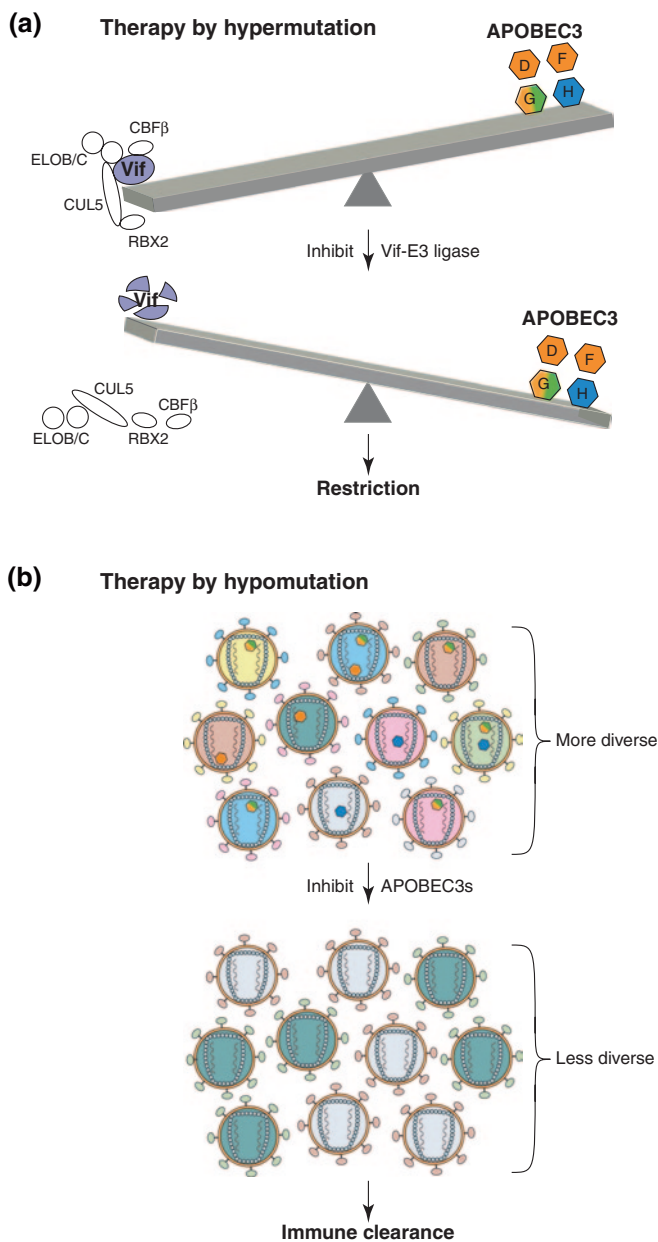 (a) Therapy by hypermutation
APOBEC3
D F
G H
CBFβ
ELOB/C
Vif
CUL5
RBX2
Inhibit Vif-E3 ligase
Vif
APOBEC3
D F
G H
CUL5
CBFβ
ELOB/C
RBX2
Restriction
(b) Therapy by hypomutation
More diverse
Inhibit APOBEC3s
Less diverse
Immune clearance